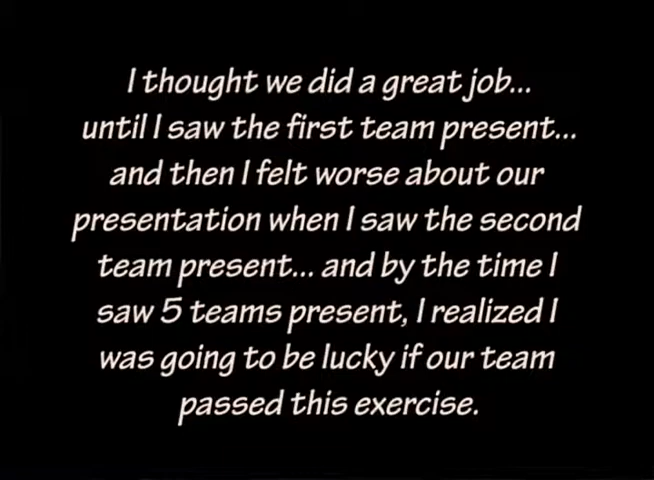 I thought we did a great job...
until I saw the first team present...
and then I felt worse about our
presentation when I saw the second
team present... and by the time I
saw 5 teams present, I realized I
was going to be lucky if our team
passed this exercise.